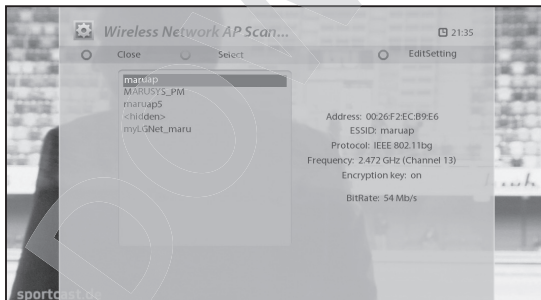 Wireless Network AP Scan...
21:35
Close
Select
EditSetting
maruap
MARUSYS_PM
maruap5
<hidden>
myLGNet_maru
Address: 00:26:F2:EC:B9:E6
ESSID: maruap
Protocol: IEEE 802.11bg
Frequency: 2.472 GHz (Channel 13)
Encryption key: on
BitRate: 54 Mb/s
sportcast.de